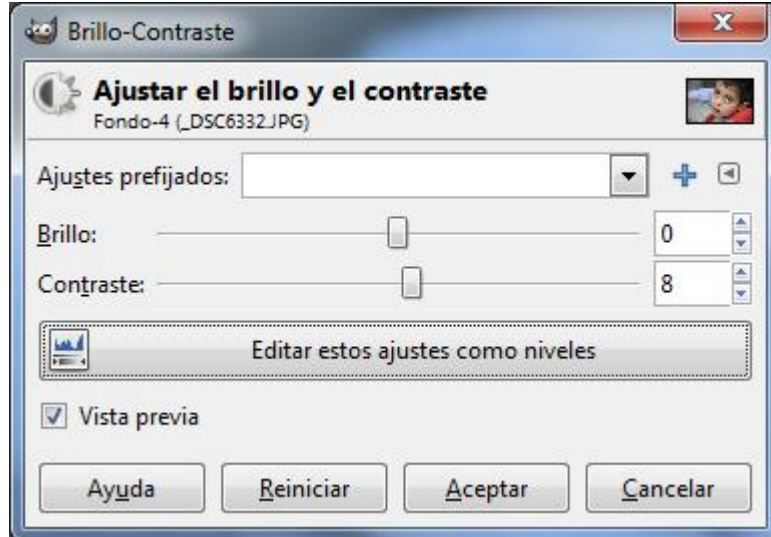 Brillo-Contraste
Ajustar el brillo y el contraste
Fondo-4 (_DSC6332.JPG)
Ajustes prefijados:
Brillo: 0
Contraste: 8
Editar estos ajustes como niveles
Vista previa
Ayuda Reiniciar Aceptar Cancelar